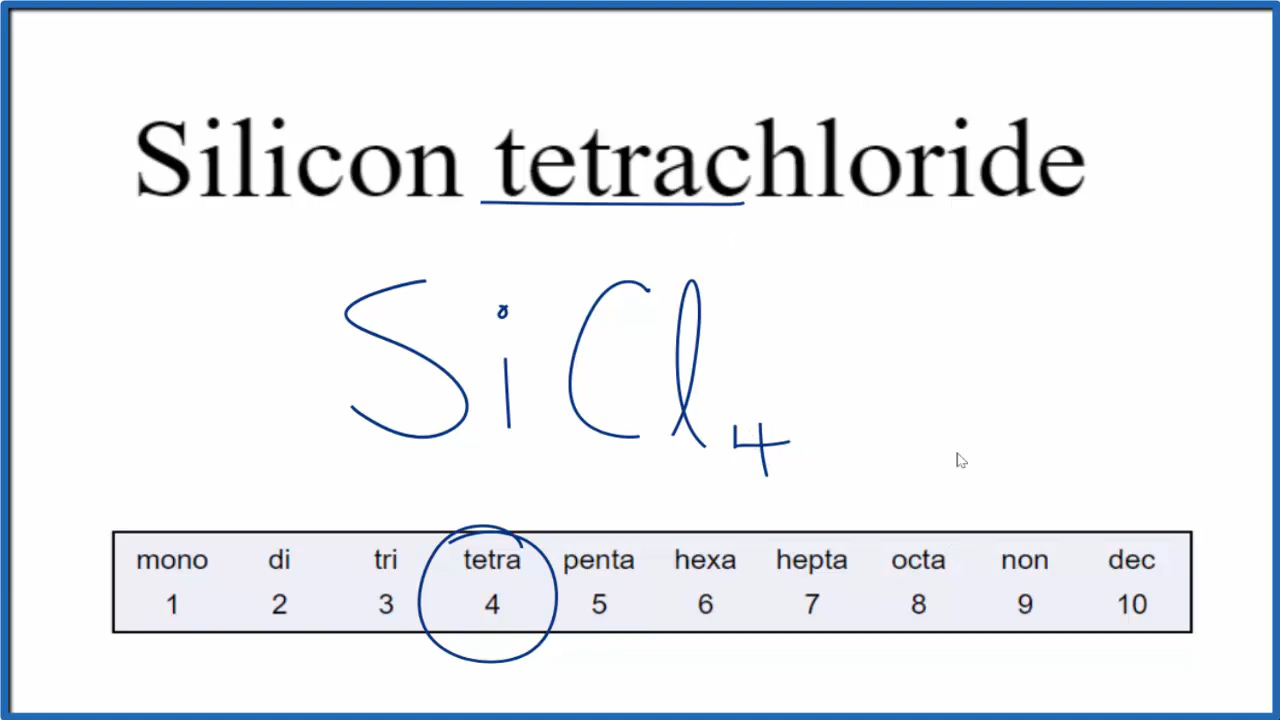 Silicon tetrachloride
SiCl4
mono di tri tetra penta hexa hepta octa non dec
1 2 3 4 5 6 7 8 9 10